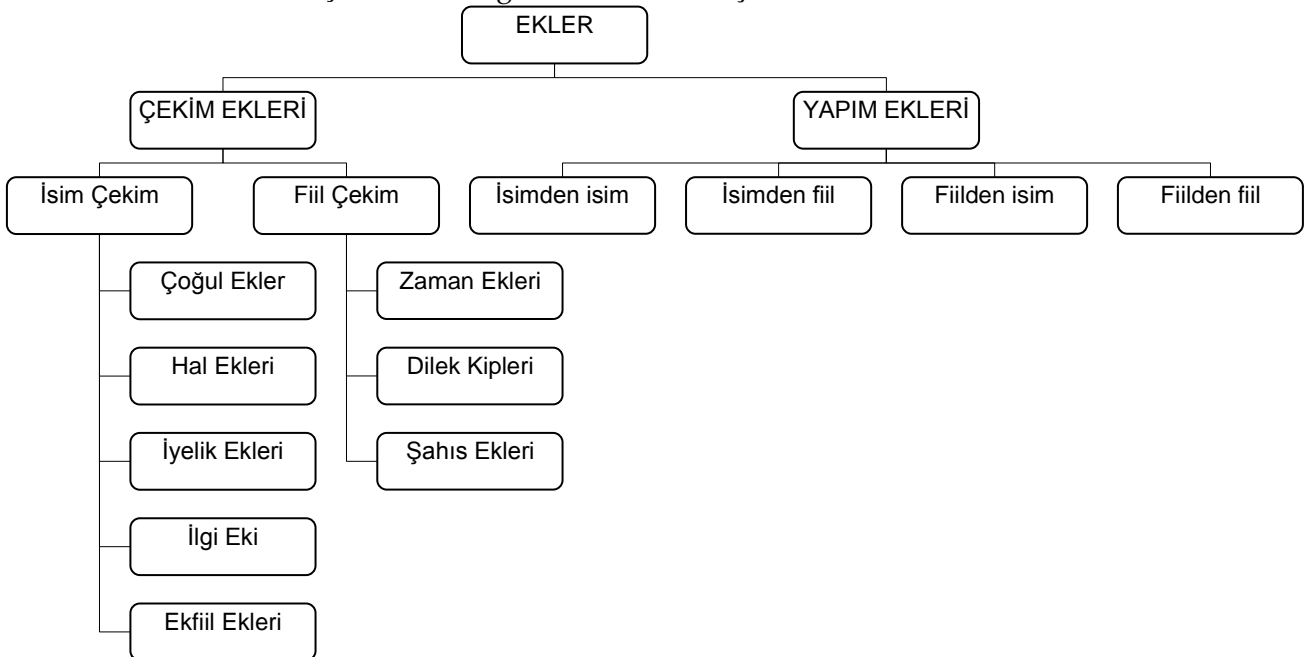 EKLER
ÇEKİM EKLERİ
YAPIM EKLERİ
İsim Çekim
Fiil Çekim
İsimden isim
İsimden fiil
Fiilden isim
Fiilden fiil
Çoğul Ekler
Zaman Ekleri
Hal Ekleri
Dilek Kipleri
İyelik Ekleri
Şahıs Ekleri
İlgi Eki
Ekfiil Ekleri